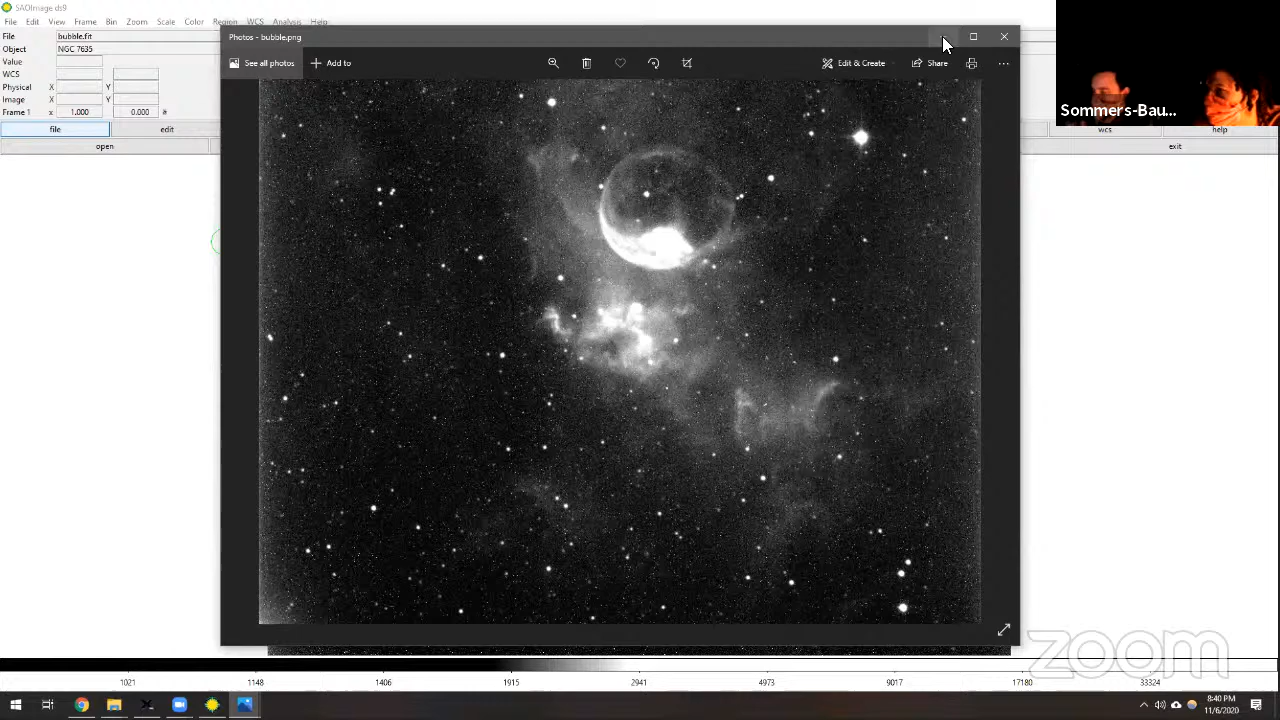 SAOImage ds9
File Edit View Frame Bin Zoom Scale Color Region WCS Analysis Help
File bubble.fit
Object NGC 7635
Value
WCS
Physical X Y
Image X Y
Frame 1 x 1.000 0.000 °
file edit wcs help
open exit
Photos - bubble.png
See all photos Add to Edit & Create Share
Sommers-Bau...
zoom
1021 1148 1406 1915 2941 4973 9017 17180 33324
8:40 PM
11/6/2020